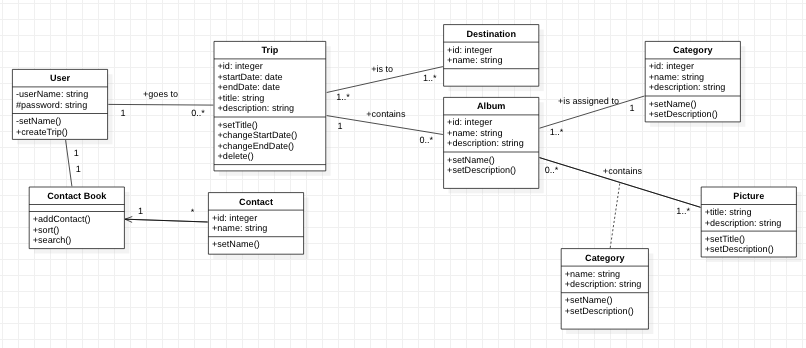 User
-userName: string
#password: string
-setName()
+createTrip()
+goes to
1
0..*
Trip
+id: integer
+startDate: date
+endDate: date
+title: string
+description: string
+setTitle()
+changeStartDate()
+changeEndDate()
+delete()
+is to
1..*
1..*
Destination
+id: integer
+name: string
+contains
1
0..*
Album
+id: integer
+name: string
+description: string
+setName()
+setDescription()
+is assigned to
1..*
1
Category
+id: integer
+name: string
+description: string
+setName()
+setDescription()
+contains
0..*
1..*
Picture
+title: string
+description: string
+setTitle()
+setDescription()
1
1
Contact Book
+addContact()
+sort()
+search()
1
*
Contact
+id: integer
+name: string
+setName()
Category
+name: string
+description: string
+setName()
+setDescription()